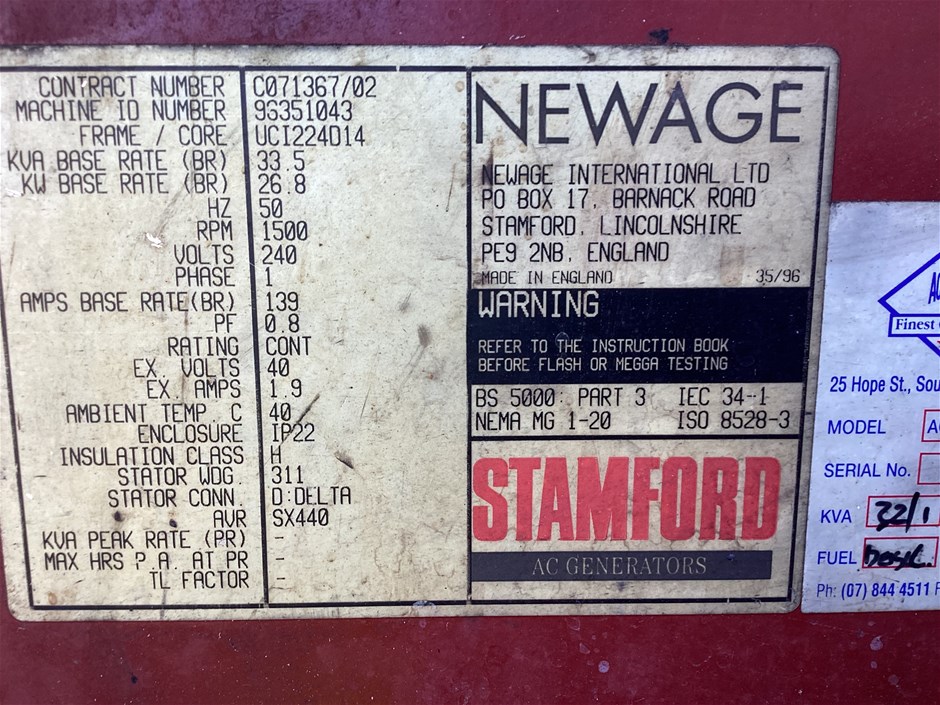 CONTRACT NUMBER C071367/02
MACHINE ID NUMBER 9S351043
FRAME / CORE UCI224D14
KVA BASE RATE (BR) 33.5
KW BASE RATE (BR) 26.8
HZ 50
RPM 1500
VOLTS 240
PHASE 1
AMPS BASE RATE(BR) 139
PF 0.8
RATING CONT
EX. VOLTS 40
EX. AMPS 1.9
AMBIENT TEMP. C 40
ENCLOSURE IP22
INSULATION CLASS H
STATOR WDG. 311
STATOR CONN. D:DELTA
AVR SX440
KVA PEAK RATE (PR) -
MAX HRS P.A. AT PR -
TL FACTOR -
NEWAGE
NEWAGE INTERNATIONAL LTD
PO BOX 17, BARNACK ROAD
STAMFORD, LINCOLNSHIRE
PE9 2NB, ENGLAND
MADE IN ENGLAND 35/96
WARNING
REFER TO THE INSTRUCTION BOOK
BEFORE FLASH OR MEGGA TESTING
BS 5000: PART 3 IEC 34-1
NEMA MG 1-20 ISO 8528-3
STAMFORD
AC GENERATORS
Finest
25 Hope St.,
MODEL
SERIAL No.
KVA 32/1
FUEL
Ph: (07) 844 4511